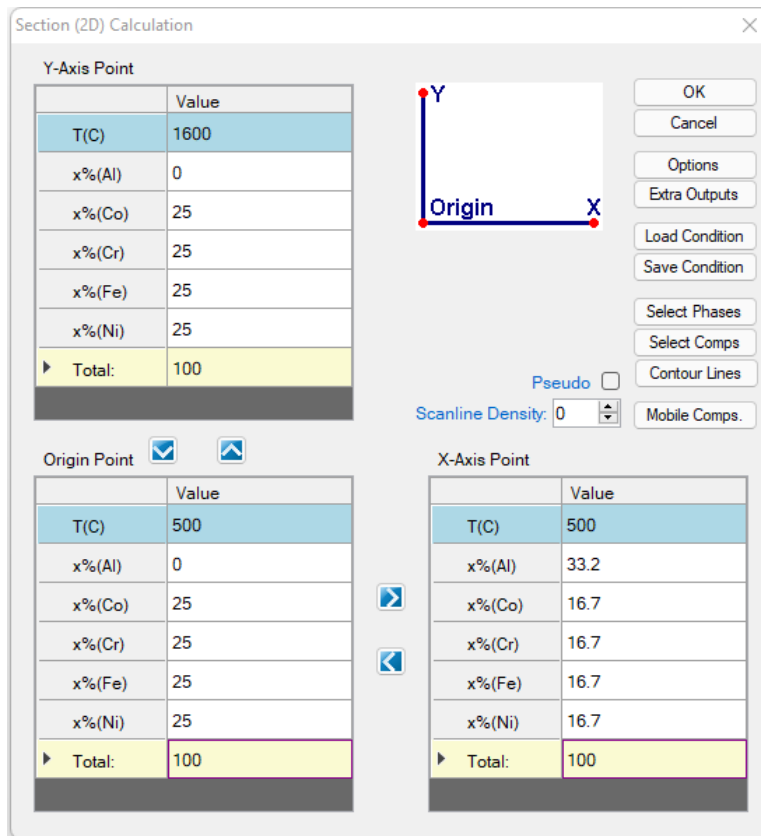 Section (2D) Calculation
Y-Axis Point
Value
T(C) 1600
x%(Al) 0
x%(Co) 25
x%(Cr) 25
x%(Fe) 25
x%(Ni) 25
Total: 100
Y
Origin X
OK
Cancel
Options
Extra Outputs
Load Condition
Save Condition
Select Phases
Select Comps
Contour Lines
Mobile Comps.
Pseudo
Scanline Density: 0
Origin Point
Value
T(C) 500
x%(Al) 0
x%(Co) 25
x%(Cr) 25
x%(Fe) 25
x%(Ni) 25
Total: 100
X-Axis Point
Value
T(C) 500
x%(Al) 33.2
x%(Co) 16.7
x%(Cr) 16.7
x%(Fe) 16.7
x%(Ni) 16.7
Total: 100